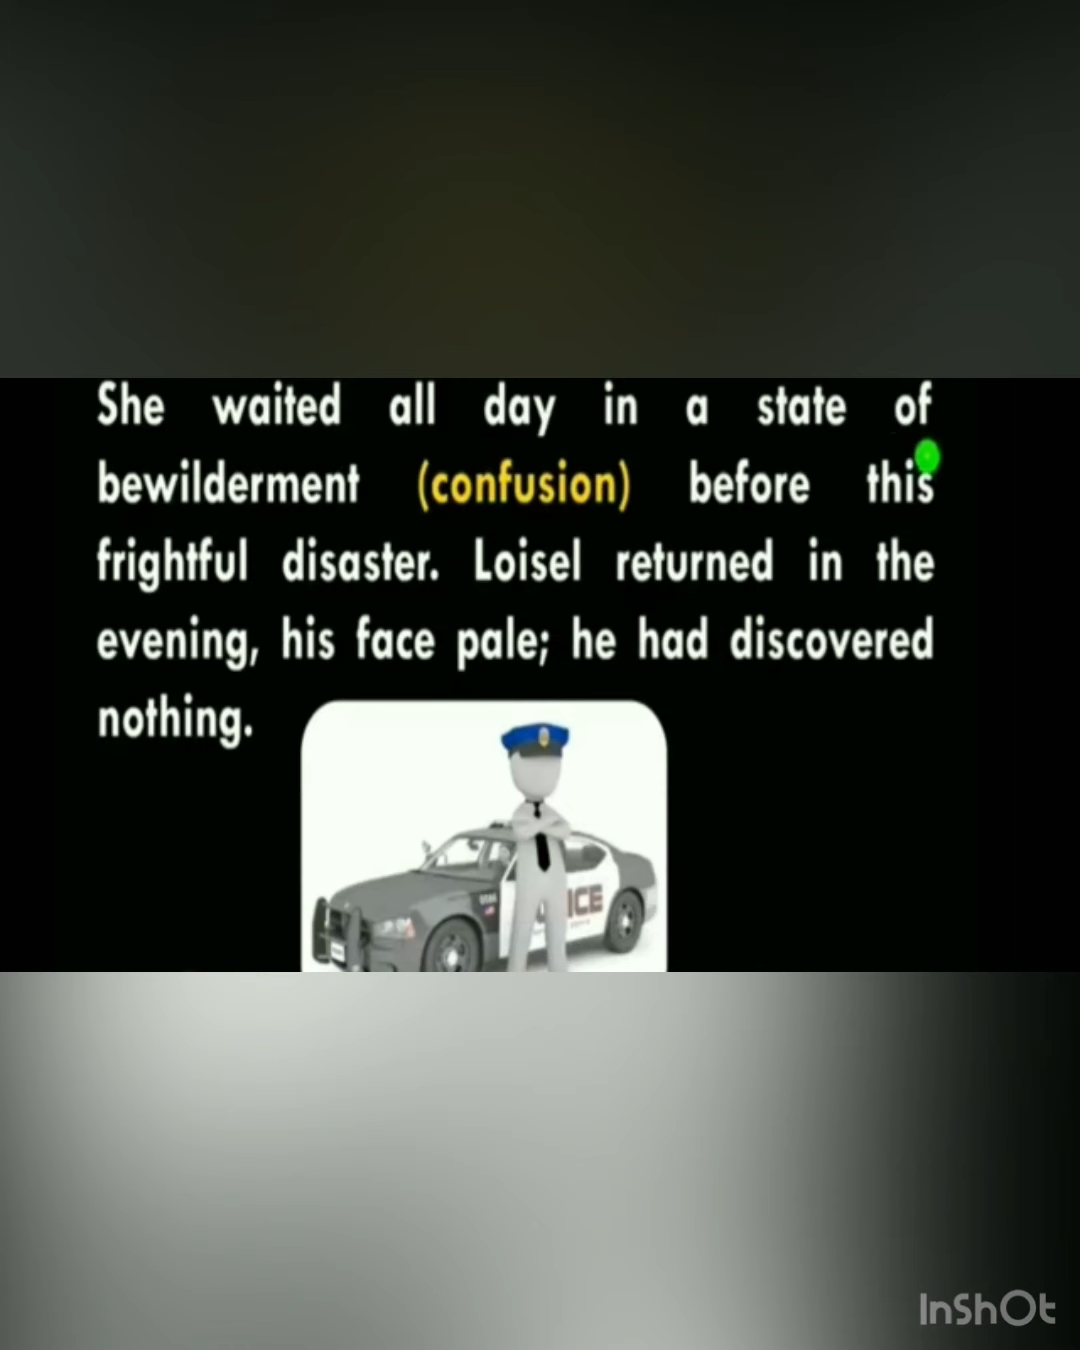 She waited all day in a state of
bewilderment (confusion) before this
frightful disaster. Loisel returned in the
evening, his face pale; he had discovered
nothing.
ICE
InShOt